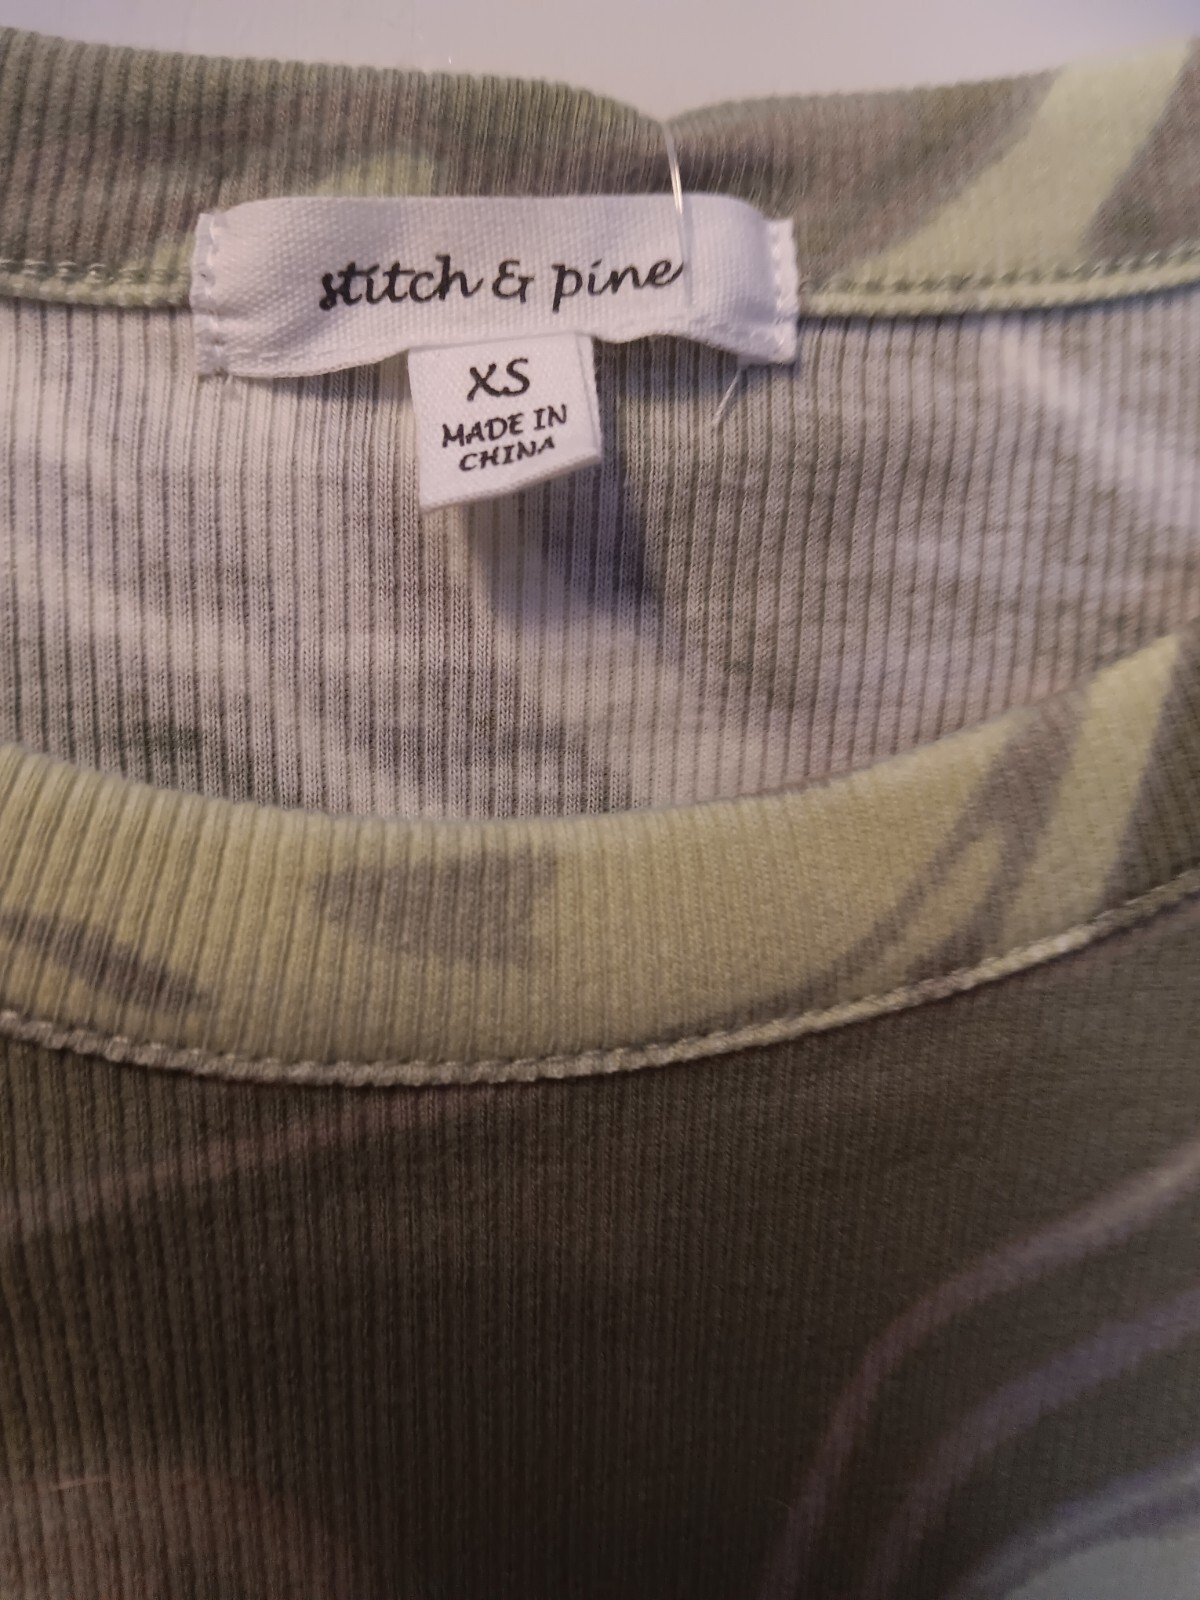 stitch & pine
XS
MADE IN
CHINA